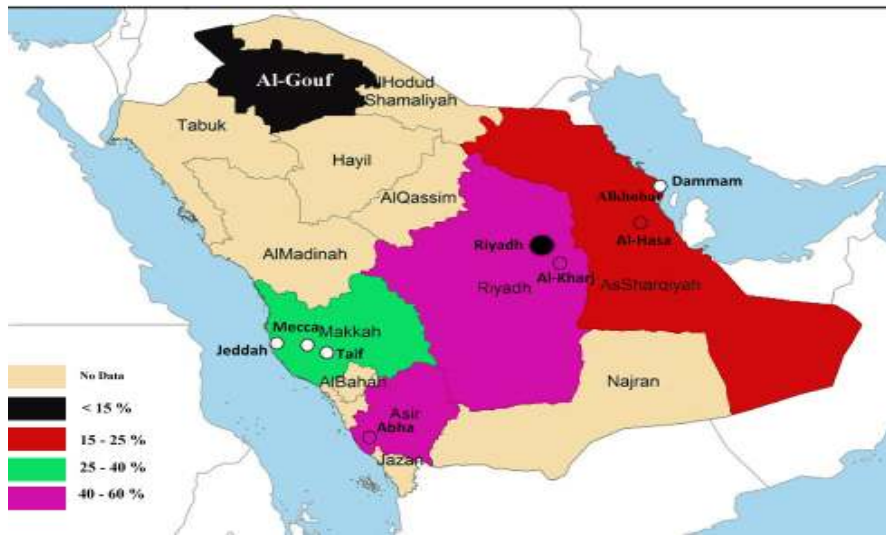 Al-Gouf
AlHodud
Shamaliyah
Tabuk
Hayil
AlQassim
Dammam
Alkhobar
Al-Hasa
Riyadh
AlMadinah
Al-Kharj
Riyadh
AsSharqiyah
Mecca
Makkah
Jeddah
Taif
AlBahah
Najran
Asir
Abha
Jazan
No Data
< 15 %
15 - 25 %
25 - 40 %
40 - 60 %